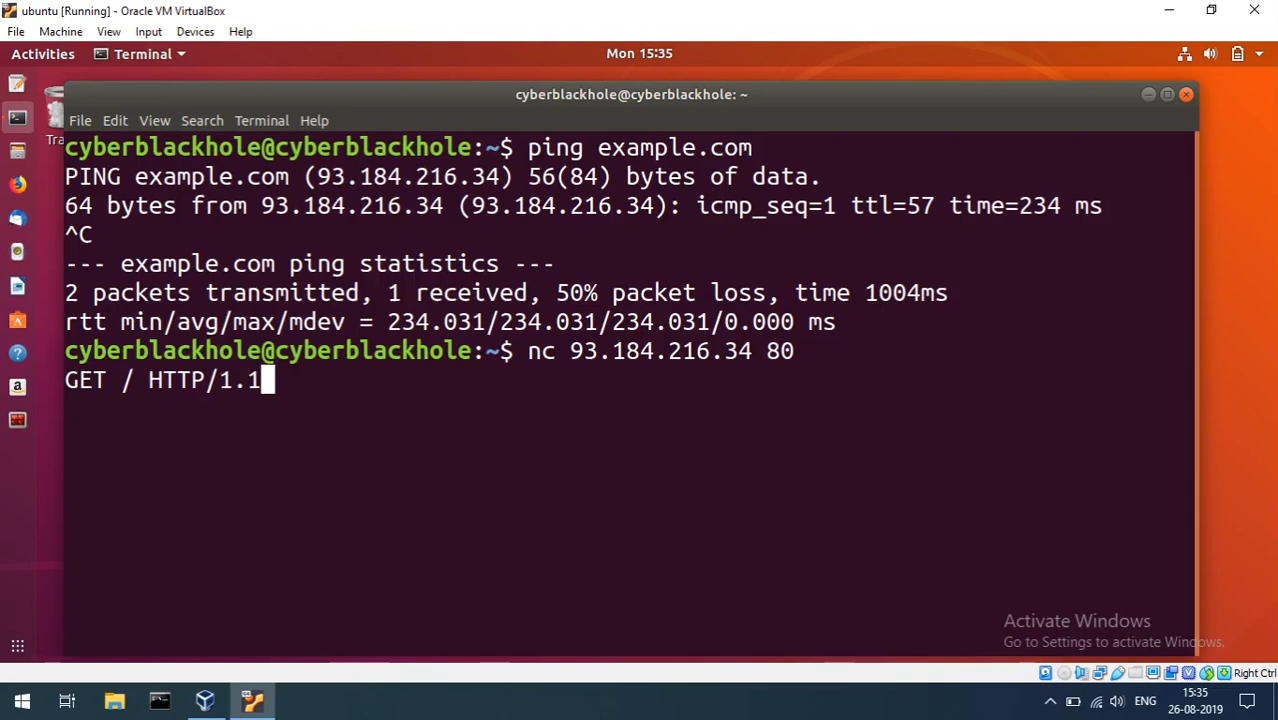 ubuntu [Running] - Oracle VM VirtualBox
File Machine View Input Devices Help
Activities Terminal Mon 15:35
cyberblackhole@cyberblackhole: ~
File Edit View Search Terminal Help
Tra
cyberblackhole@cyberblackhole:~$ ping example.com
PING example.com (93.184.216.34) 56(84) bytes of data.
64 bytes from 93.184.216.34 (93.184.216.34): icmp_seq=1 ttl=57 time=234 ms
^C
--- example.com ping statistics ---
2 packets transmitted, 1 received, 50% packet loss, time 1004ms
rtt min/avg/max/mdev = 234.031/234.031/234.031/0.000 ms
cyberblackhole@cyberblackhole:~$ nc 93.184.216.34 80
GET / HTTP/1.1
Activate Windows
Go to Settings to activate Windows.
Right Ctrl
ENG
15:35
26-08-2019